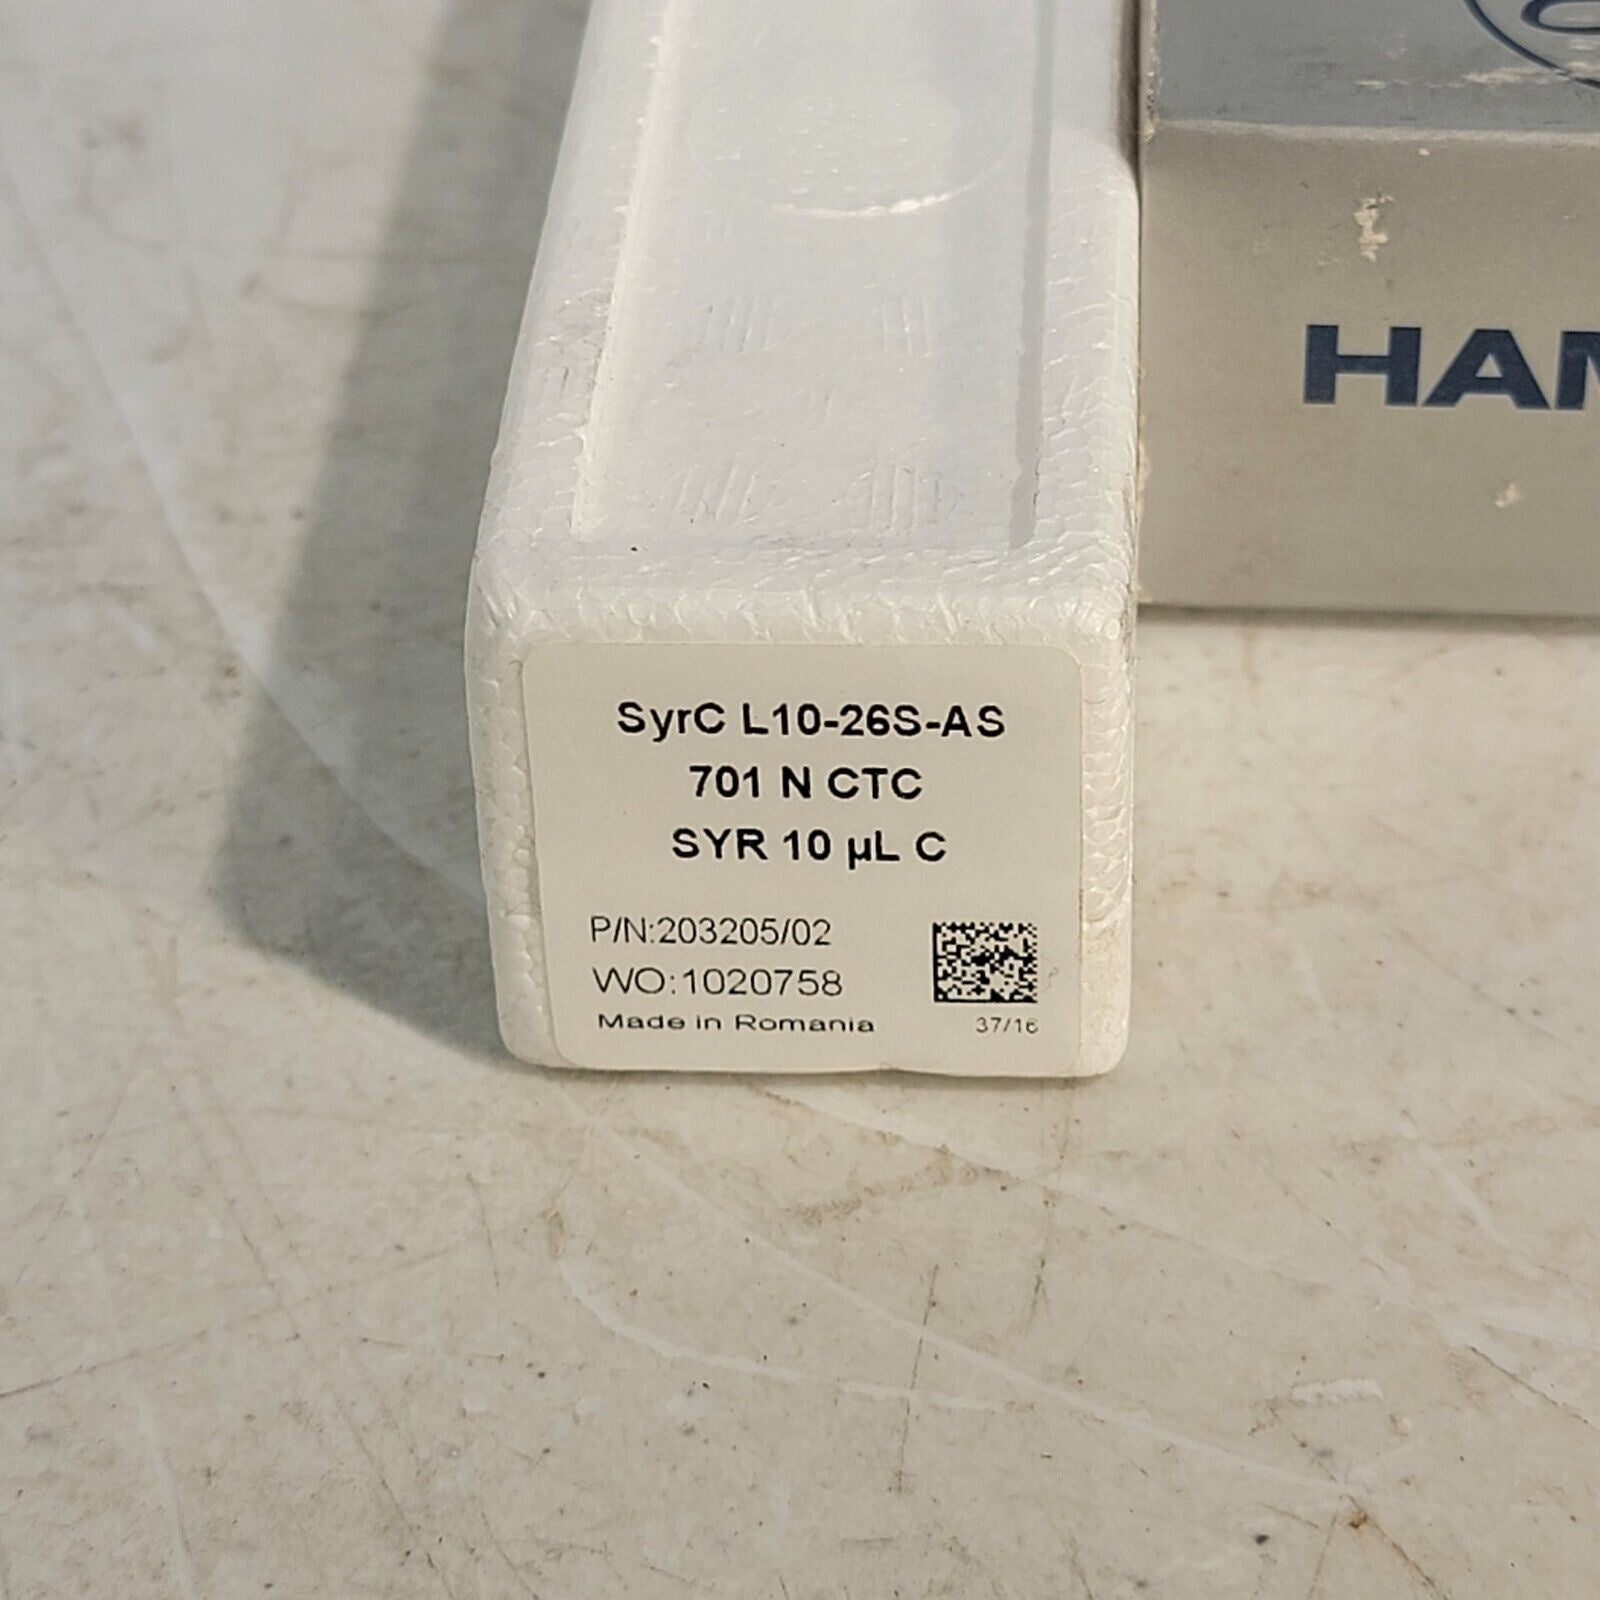 SyrC L10-26S-AS
701 N CTC
SYR 10 µL C
P/N:203205/02
WO:1020758
Made in Romania
37/16
HAM